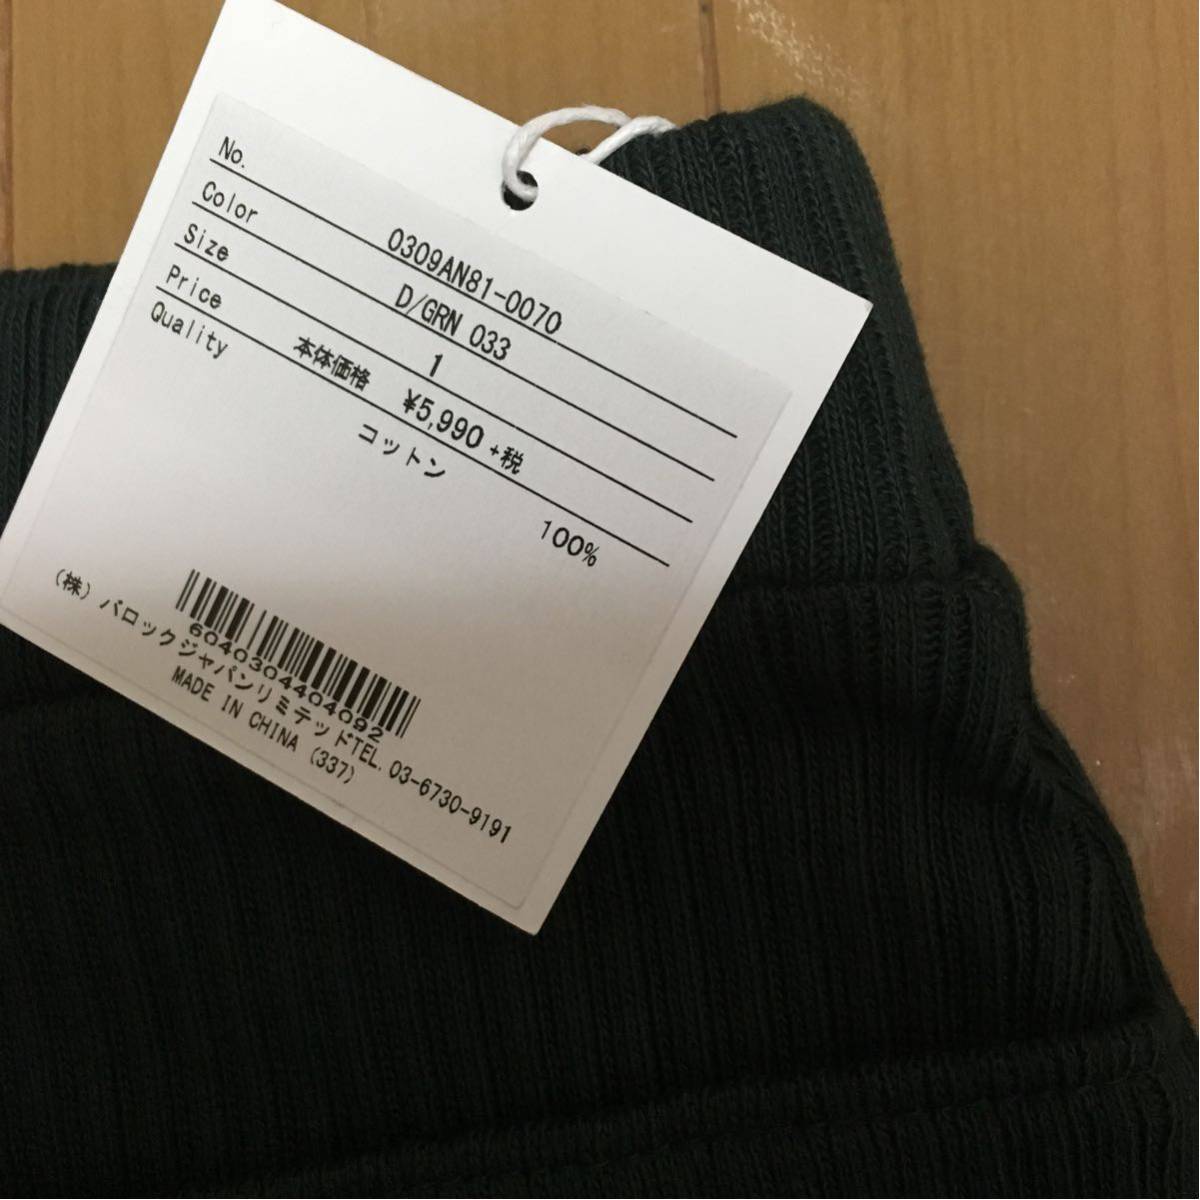 No. 0309AN81-0070
Color D/GRN 033
Size 1
Price 本体価格 ¥5,990 +税
Quality コットン 100%
6040304404092
(株)バロックジャパンリミテッドTEL. 03-6730-9191
MADE IN CHINA (337)